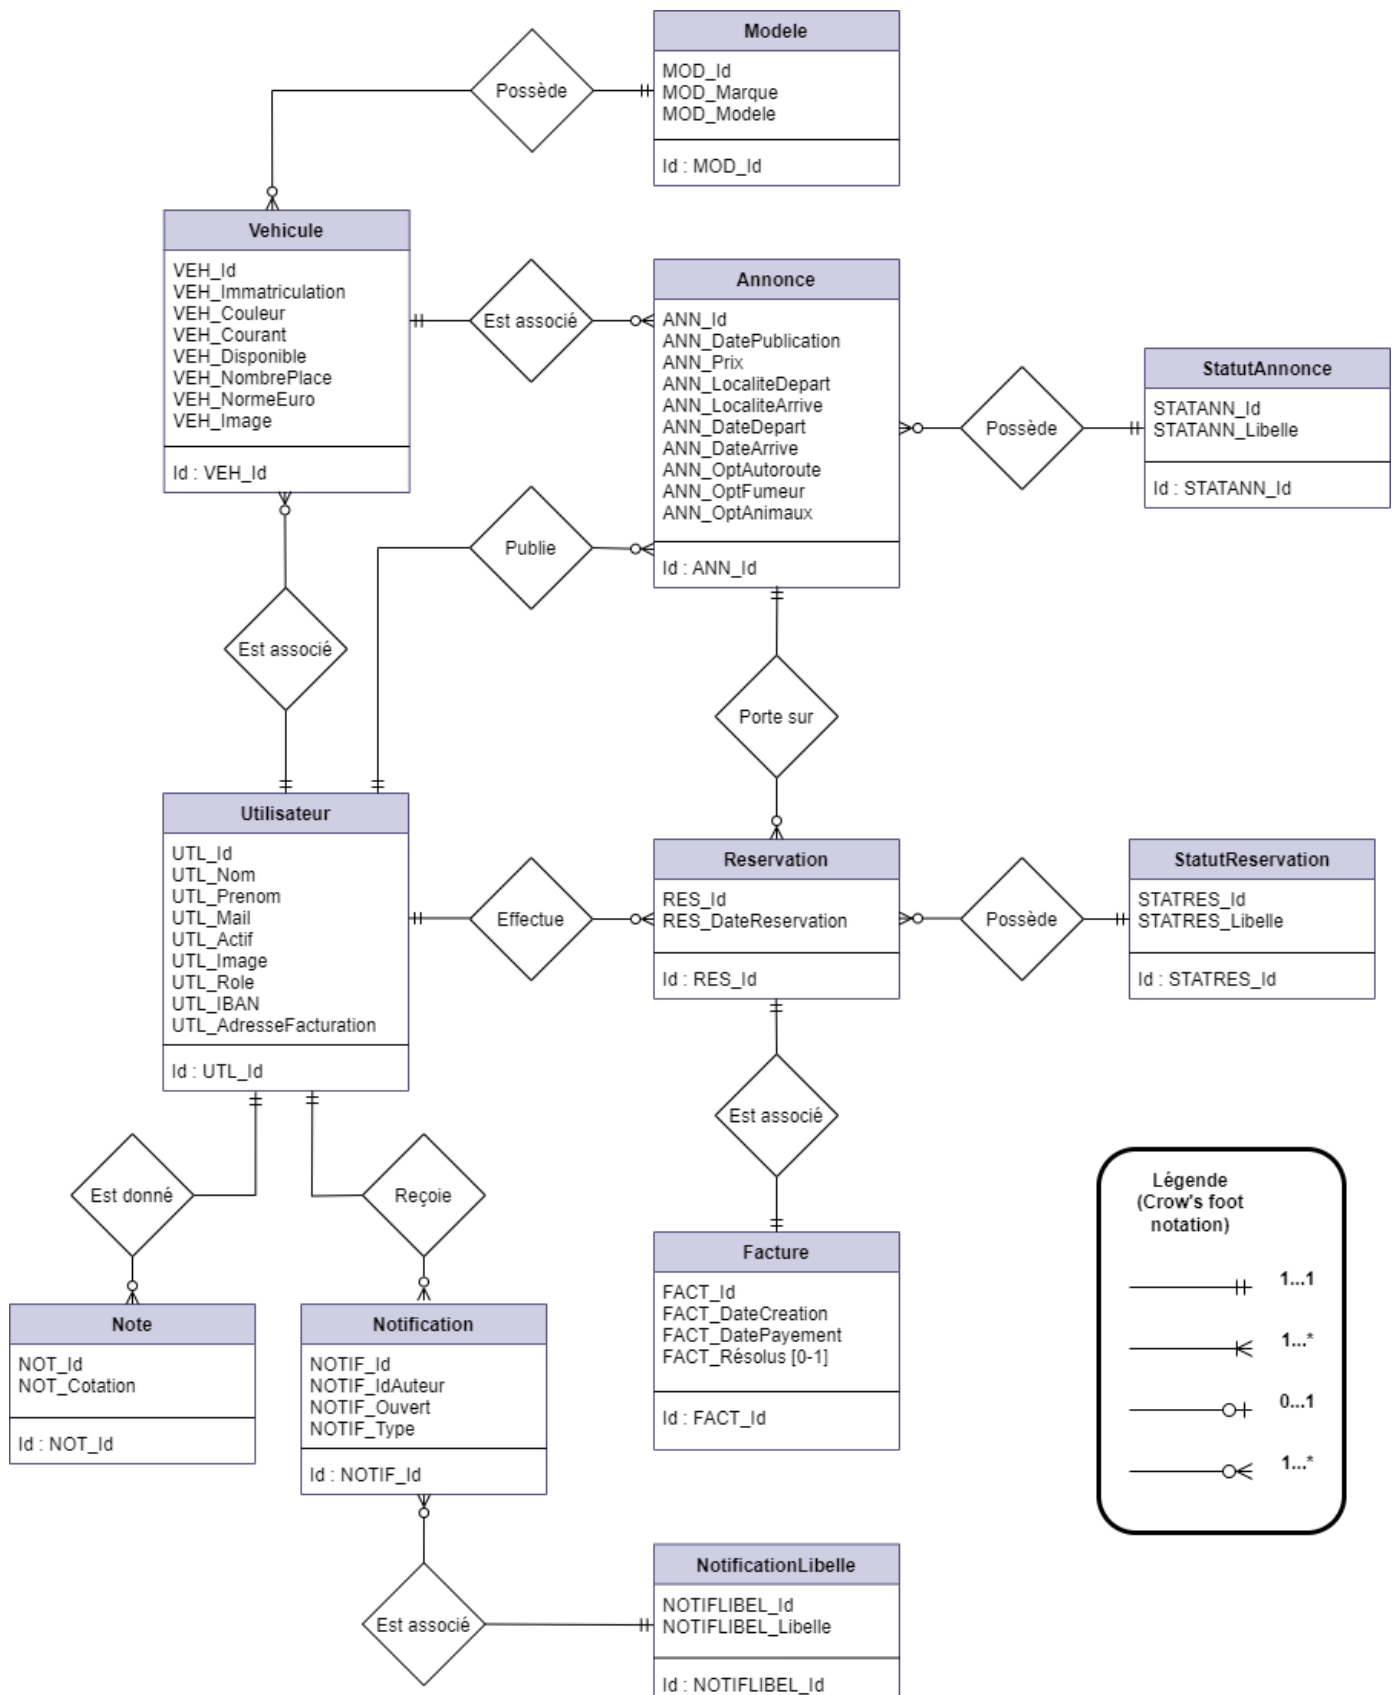 Modele
MOD_Id
MOD_Marque
MOD_Modele
Id : MOD_Id
Possède
Vehicule
VEH_Id
VEH_Immatriculation
VEH_Couleur
VEH_Courant
VEH_Disponible
VEH_NombrePlace
VEH_NormeEuro
VEH_Image
Id : VEH_Id
Est associé
Annonce
ANN_Id
ANN_DatePublication
ANN_Prix
ANN_LocaliteDepart
ANN_LocaliteArrive
ANN_DateDepart
ANN_DateArrive
ANN_OptAutoroute
ANN_OptFumeur
ANN_OptAnimaux
Id : ANN_Id
Possède
StatutAnnonce
STATANN_Id
STATANN_Libelle
Id : STATANN_Id
Publie
Est associé
Porte sur
Utilisateur
UTL_Id
UTL_Nom
UTL_Prenom
UTL_Mail
UTL_Actif
UTL_Image
UTL_Role
UTL_IBAN
UTL_AdresseFacturation
Id : UTL_Id
Effectue
Reservation
RES_Id
RES_DateReservation
Id : RES_Id
Possède
StatutReservation
STATRES_Id
STATRES_Libelle
Id : STATRES_Id
Est associé
Est donné
Reçoie
Facture
FACT_Id
FACT_DateCreation
FACT_DatePayement
FACT_Résolus [0-1]
Id : FACT_Id
Légende
(Crow's foot
notation)
1...1
1...*
0...1
1...*
Note
NOT_Id
NOT_Cotation
Id : NOT_Id
Notification
NOTIF_Id
NOTIF_IdAuteur
NOTIF_Ouvert
NOTIF_Type
Id : NOTIF_Id
Est associé
NotificationLibelle
NOTIFLIBEL_Id
NOTIFLIBEL_Libelle
Id : NOTIFLIBEL_Id